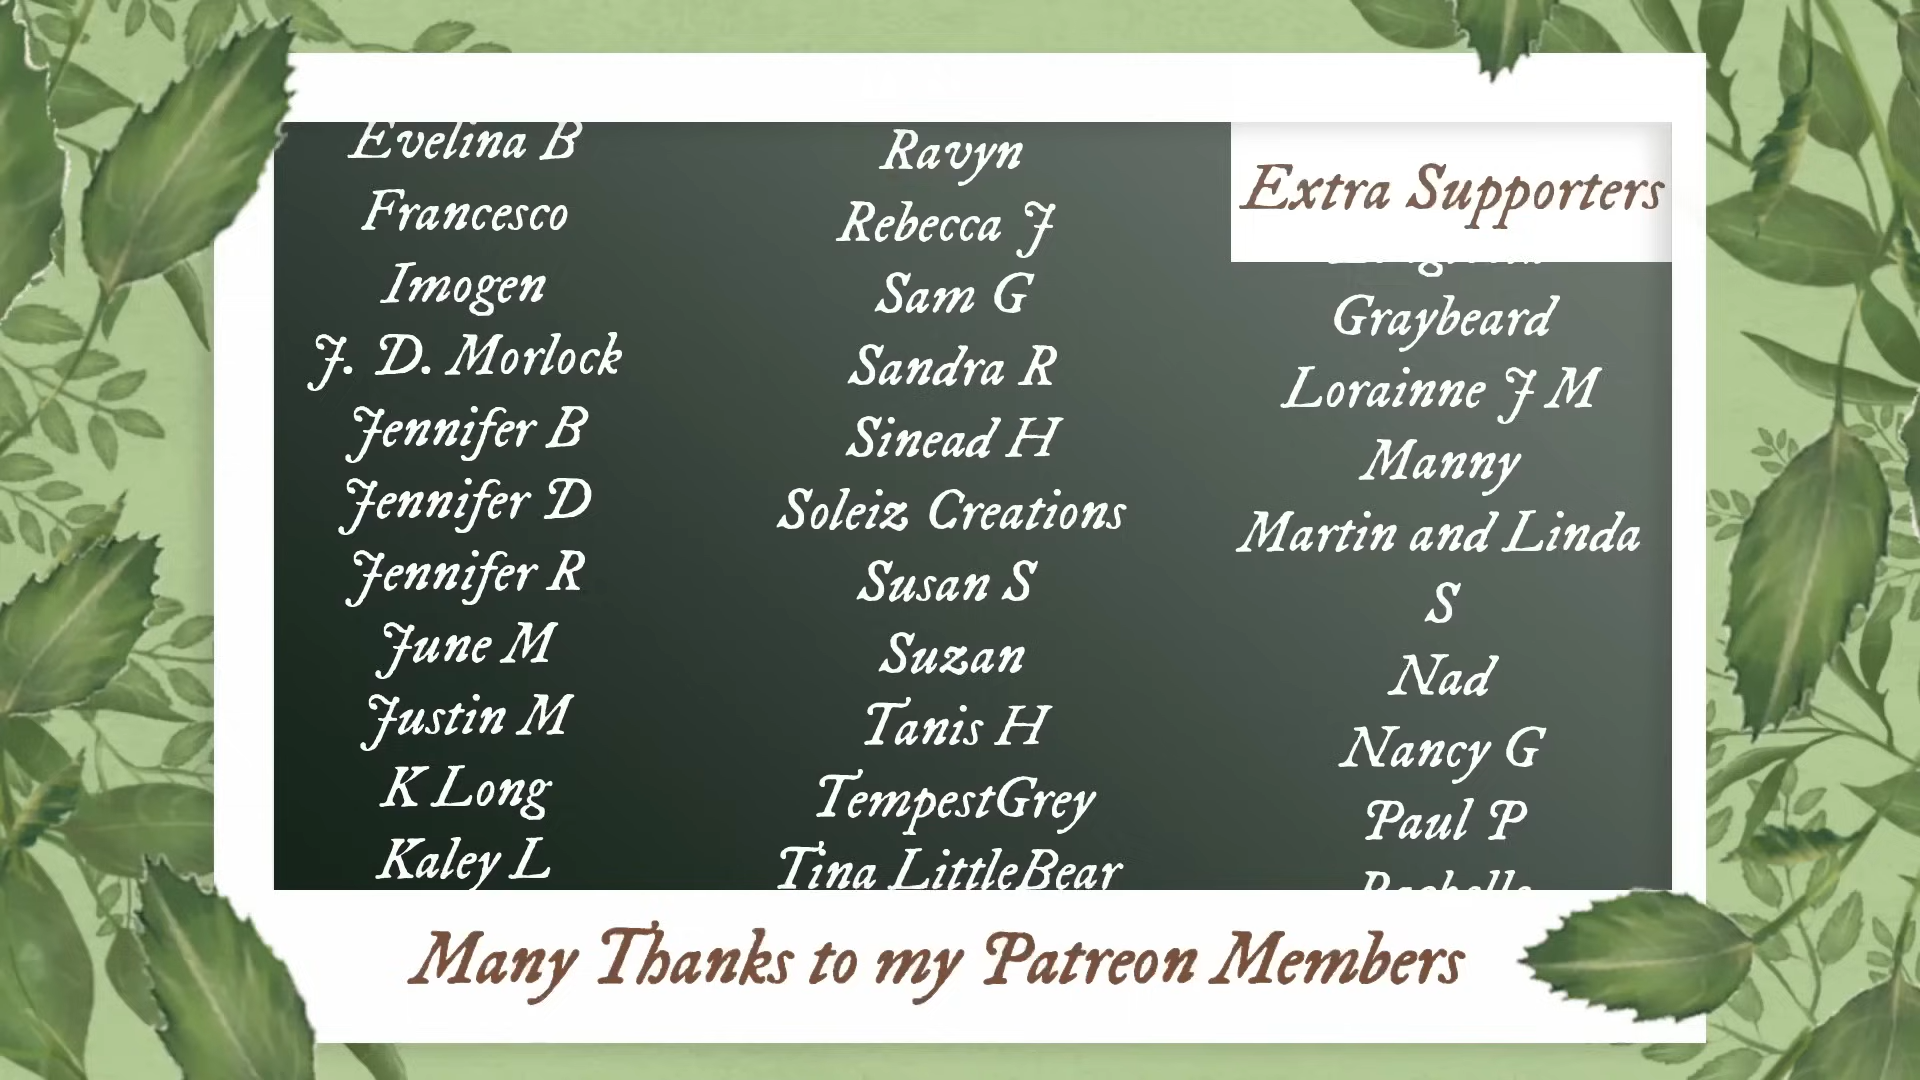 Evelina B
Francesco
Imogen
J. D. Morlock
Jennifer B
Jennifer D
Jennifer R
June M
Justin M
K Long
Kaley L
Ravyn
Rebecca J
Sam G
Sandra R
Sinead H
Soleiz Creations
Susan S
Suzan
Tanis H
TempestGrey
Tina LittleBear
Extra Supporters
Graybeard
Lorainne J M
Manny
Martin and Linda
S
Nad
Nancy G
Paul P
Many Thanks to my Patreon Members